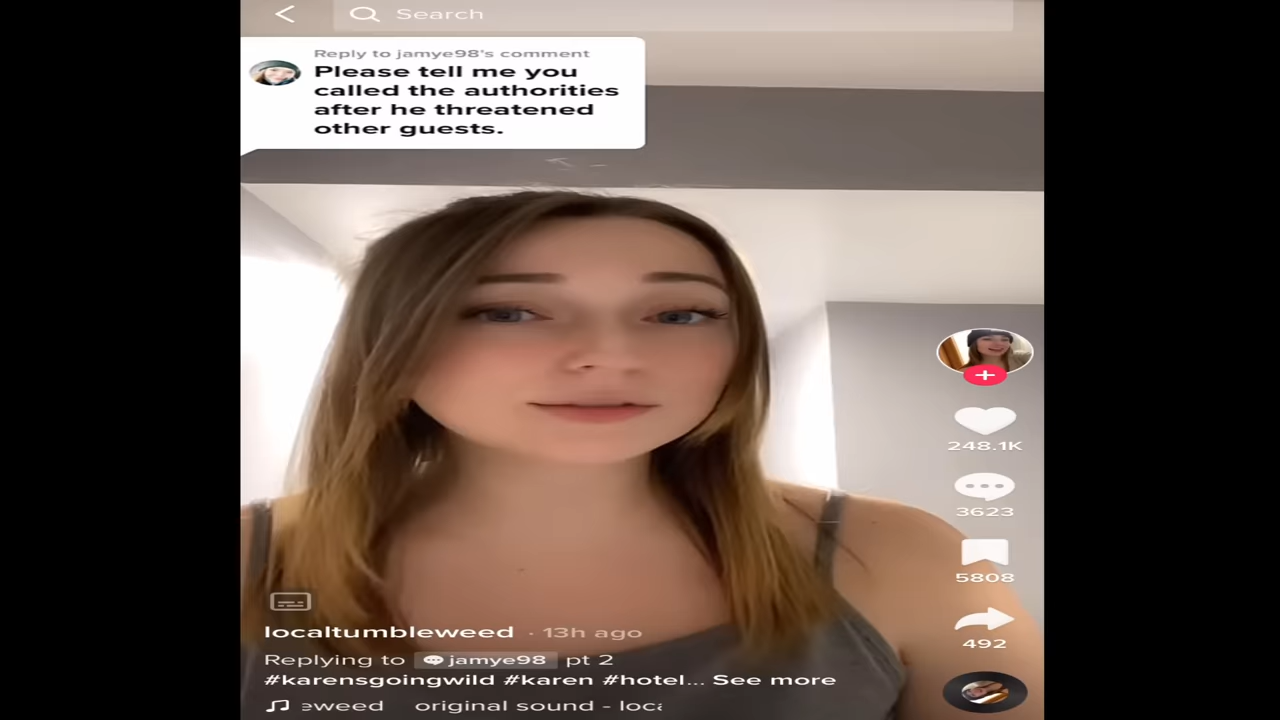 Search
Reply to jamye98's comment
Please tell me you
called the authorities
after he threatened
other guests.
248.1K
3623
5808
492
localtumbleweed · 13h ago
Replying to jamye98 pt 2
#karensgoingwild #karen #hotel... See more
eweed original sound - loca